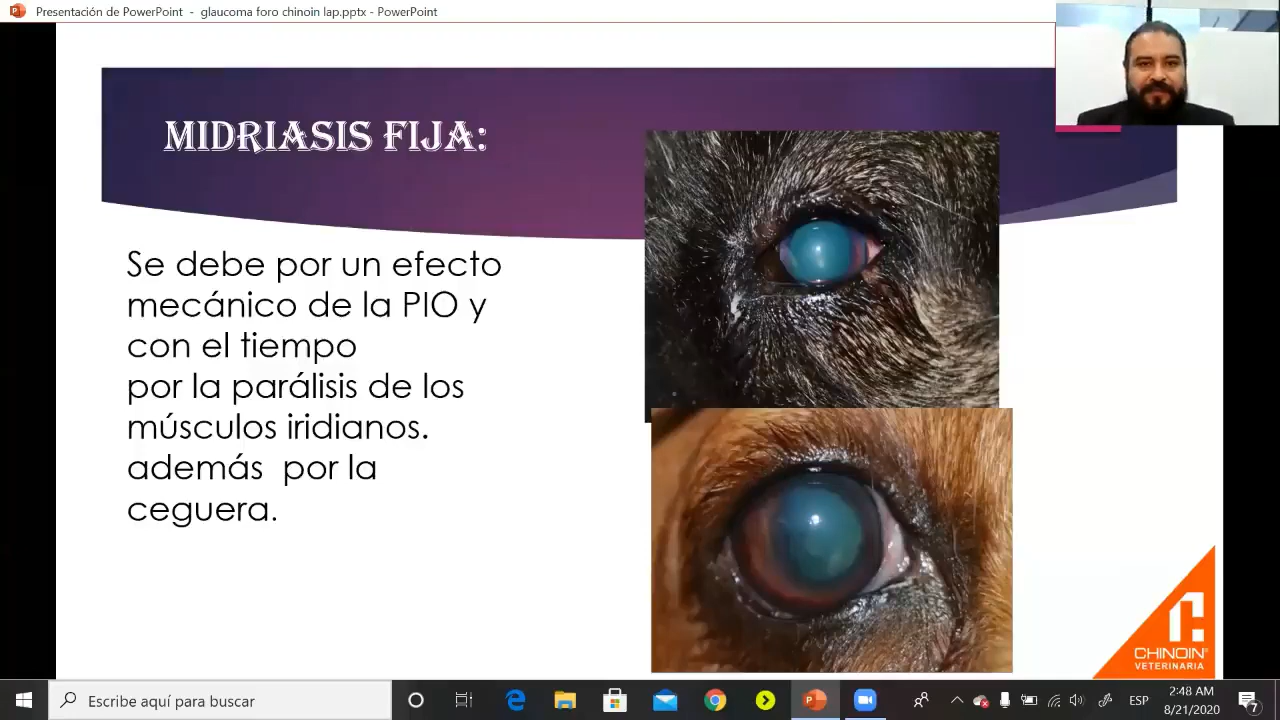 Presentación de PowerPoint - glaucoma foro chinoin lap.pptx - PowerPoint
MIDRIASIS FIJA:
Se debe por un efecto
mecánico de la PIO y
con el tiempo
por la parálisis de los
músculos iridianos.
además por la
ceguera.
CHINOIN®
VETERINARIA
Escribe aquí para buscar
ESP
2:48 AM
8/21/2020
7